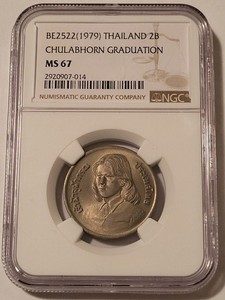 BE2522(1979) THAILAND 2B
CHULABHORN GRADUATION
MS 67
2920907-014
NUMISMATIC GUARANTY COMPANY
NGC